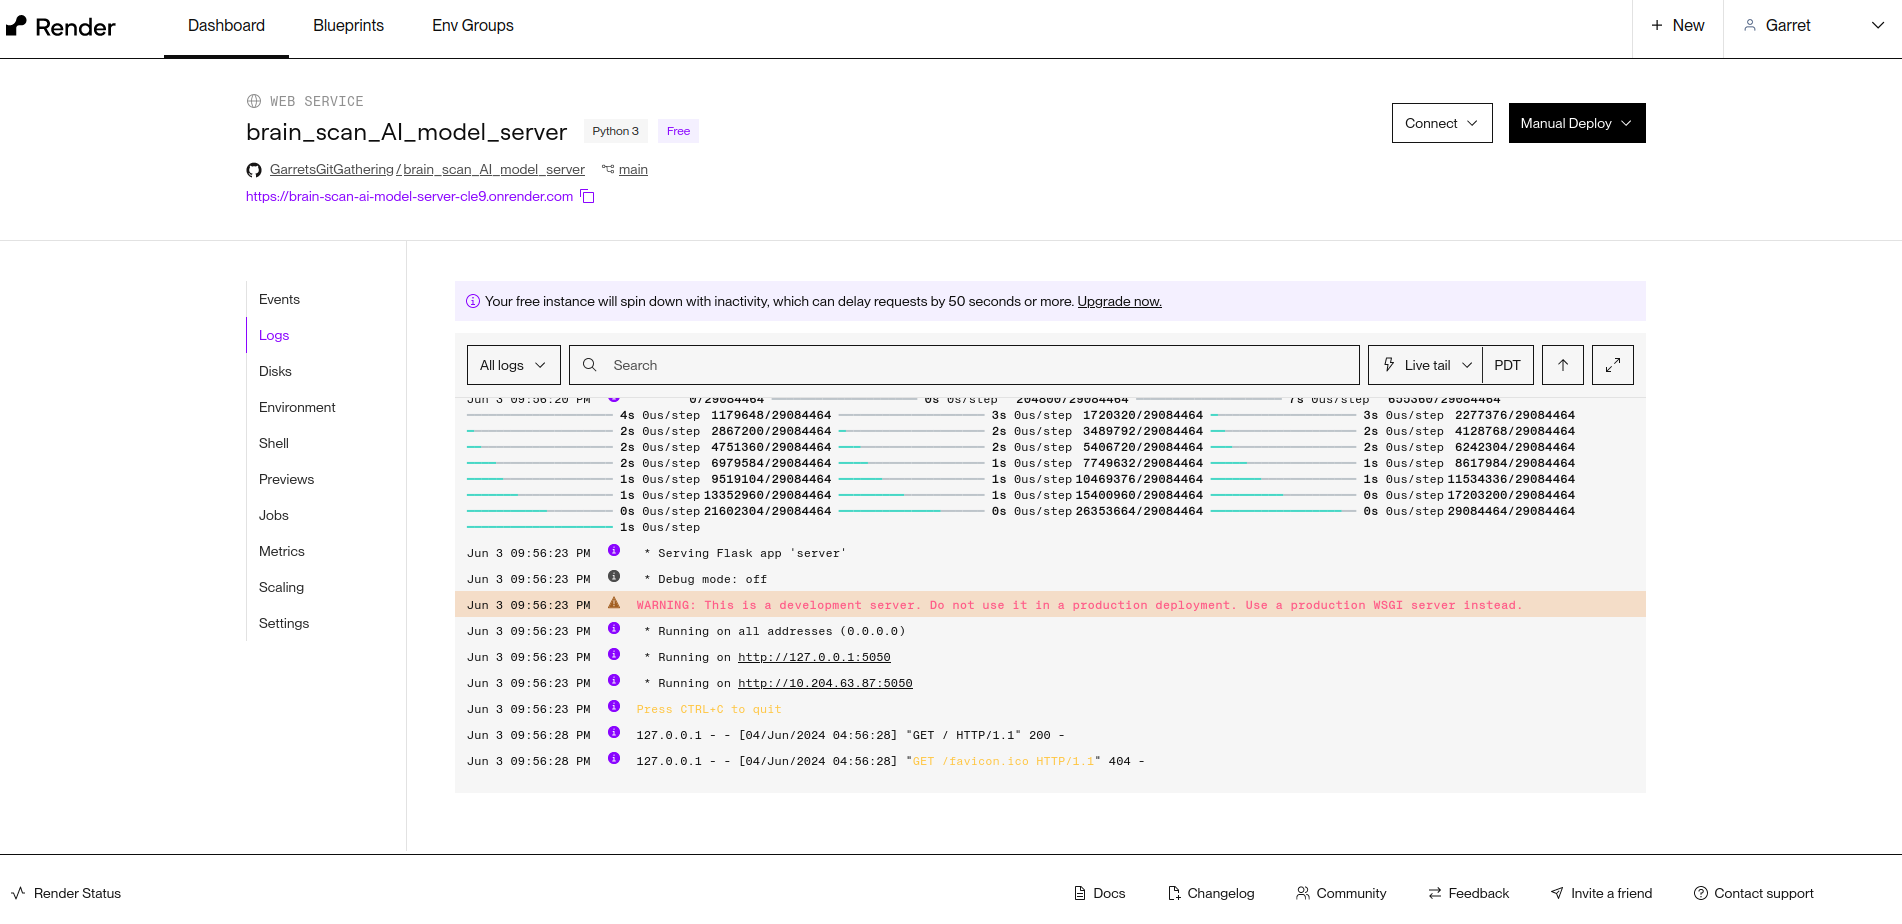 Render Dashboard Blueprints Env Groups + New Garret
WEB SERVICE
brain_scan_AI_model_server Python 3 Free Connect Manual Deploy
GarretsGitGathering / brain_scan_AI_model_server main
https://brain-scan-ai-model-server-cle9.onrender.com
Events
Logs
Disks
Environment
Shell
Previews
Jobs
Metrics
Scaling
Settings
Your free instance will spin down with inactivity, which can delay requests by 50 seconds or more. Upgrade now.
All logs Search Live tail PDT
Jun 3 09:56:20 PM 0/29084464 0s 0s/step 204800/29084464 7s 0us/step 655360/29084464
4s 0us/step 1179648/29084464 3s 0us/step 1720320/29084464 3s 0us/step 2277376/29084464
2s 0us/step 2867200/29084464 2s 0us/step 3489792/29084464 2s 0us/step 4128768/29084464
2s 0us/step 4751360/29084464 2s 0us/step 5406720/29084464 2s 0us/step 6242304/29084464
2s 0us/step 6979584/29084464 1s 0us/step 7749632/29084464 1s 0us/step 8617984/29084464
1s 0us/step 9519104/29084464 1s 0us/step 10469376/29084464 1s 0us/step 11534336/29084464
1s 0us/step 13352960/29084464 1s 0us/step 15400960/29084464 0s 0us/step 17203200/29084464
0s 0us/step 21602304/29084464 0s 0us/step 26353664/29084464 0s 0us/step 29084464/29084464
1s 0us/step
Jun 3 09:56:23 PM * Serving Flask app 'server'
Jun 3 09:56:23 PM * Debug mode: off
Jun 3 09:56:23 PM WARNING: This is a development server. Do not use it in a production deployment. Use a production WSGI server instead.
Jun 3 09:56:23 PM * Running on all addresses (0.0.0.0)
Jun 3 09:56:23 PM * Running on http://127.0.0.1:5050
Jun 3 09:56:23 PM * Running on http://10.204.63.87:5050
Jun 3 09:56:23 PM Press CTRL+C to quit
Jun 3 09:56:28 PM 127.0.0.1 - - [04/Jun/2024 04:56:28] "GET / HTTP/1.1" 200 -
Jun 3 09:56:28 PM 127.0.0.1 - - [04/Jun/2024 04:56:28] "GET /favicon.ico HTTP/1.1" 404 -
Render Status Docs Changelog Community Feedback Invite a friend Contact support